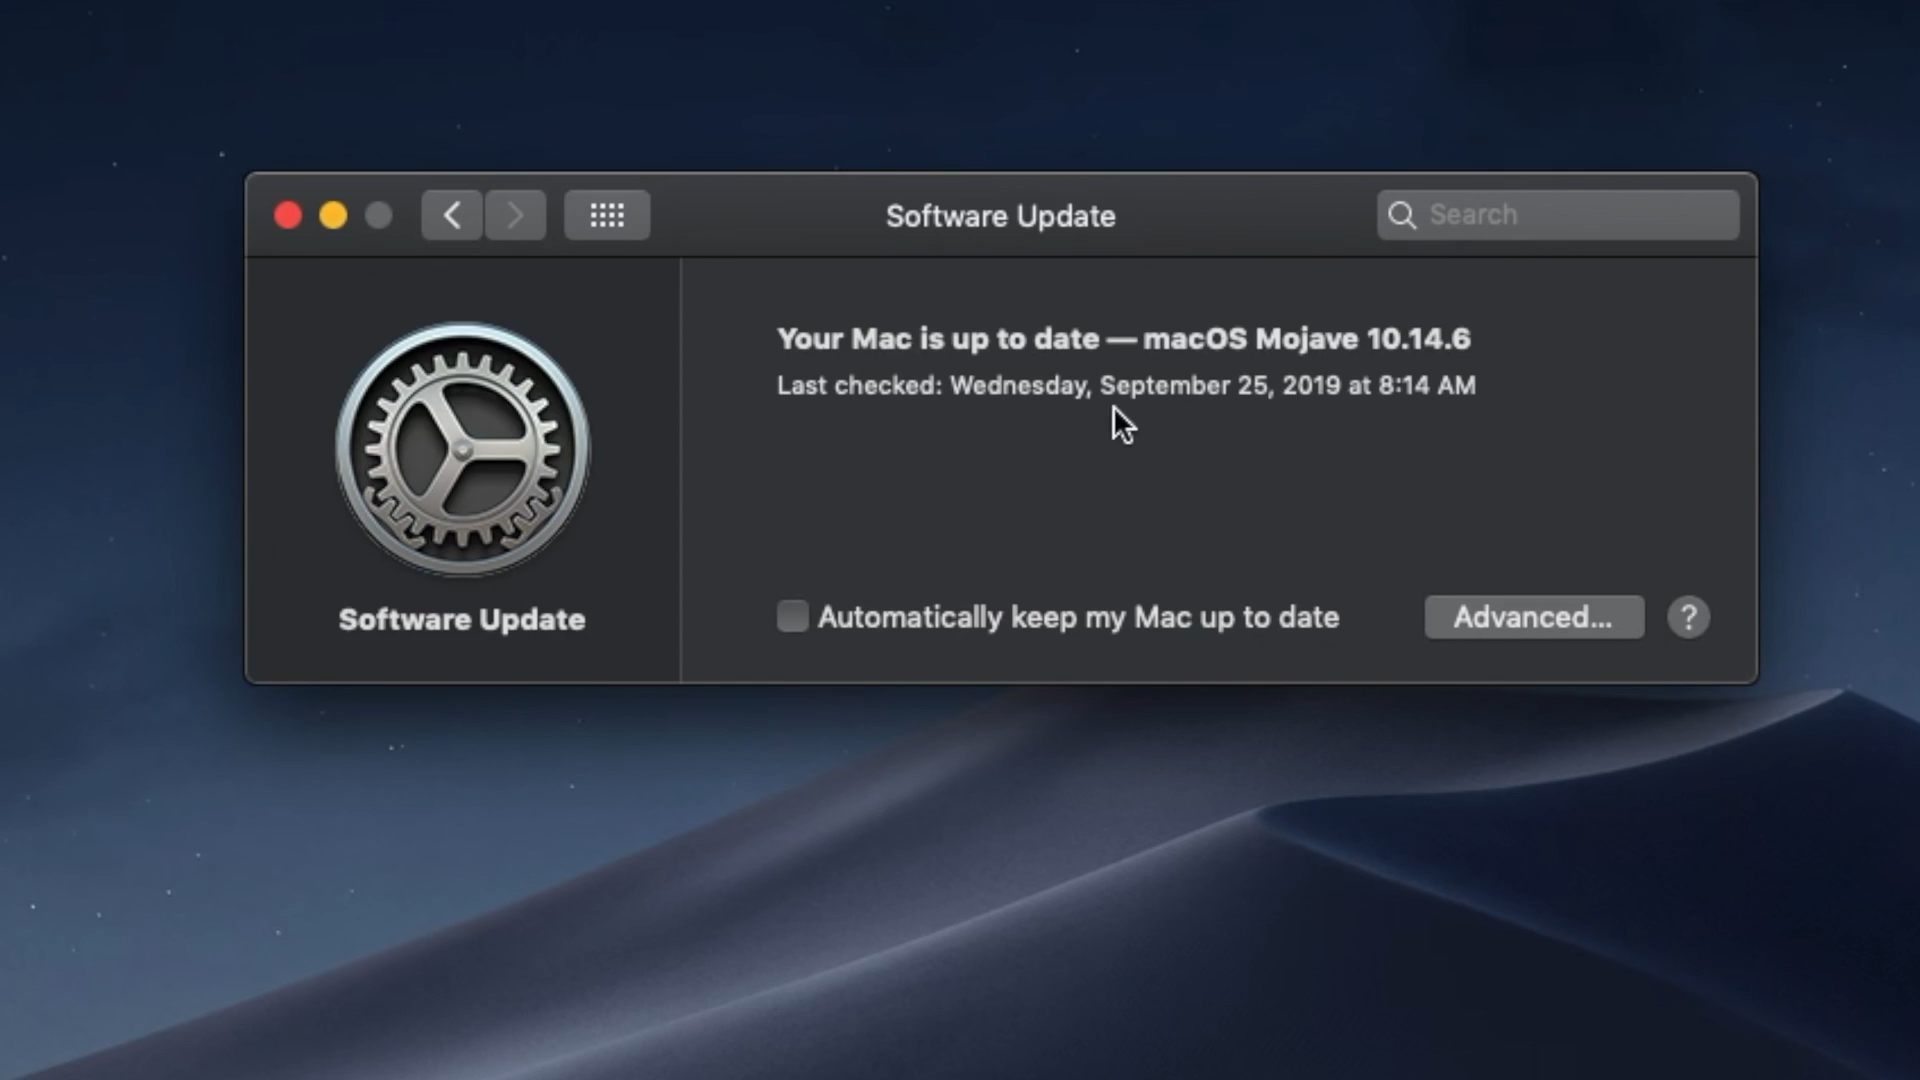 Software Update
Search
Your Mac is up to date — macOS Mojave 10.14.6
Last checked: Wednesday, September 25, 2019 at 8:14 AM
Software Update
Automatically keep my Mac up to date
Advanced...
?